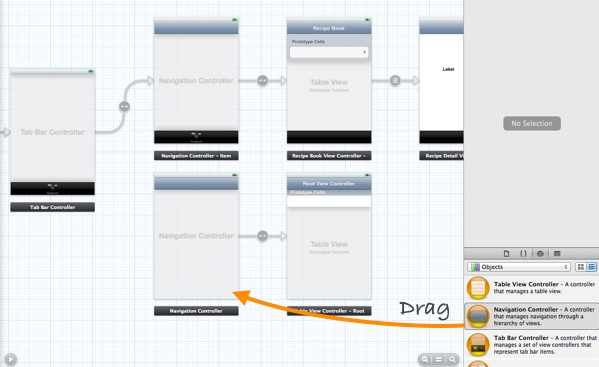 Recipe Book
Prototype Cells
Navigation Controller
Table View
Prototype Content
Label
Tab Bar Controller
Navigation Controller - Item
Recipe Book View Controller -
Recipe Detail V
Tab Bar Controller
Root View Controller
Prototype Cells
Navigation Controller
Table View
Prototype Content
Navigation Controller
Table View Controller - Root
Drag
No Selection
Objects
Table View Controller - A controller
that manages a table view.
Navigation Controller - A controller
that manages navigation through a
hierarchy of views.
Tab Bar Controller - A controller that
manages a set of view controllers that
represent tab bar items.